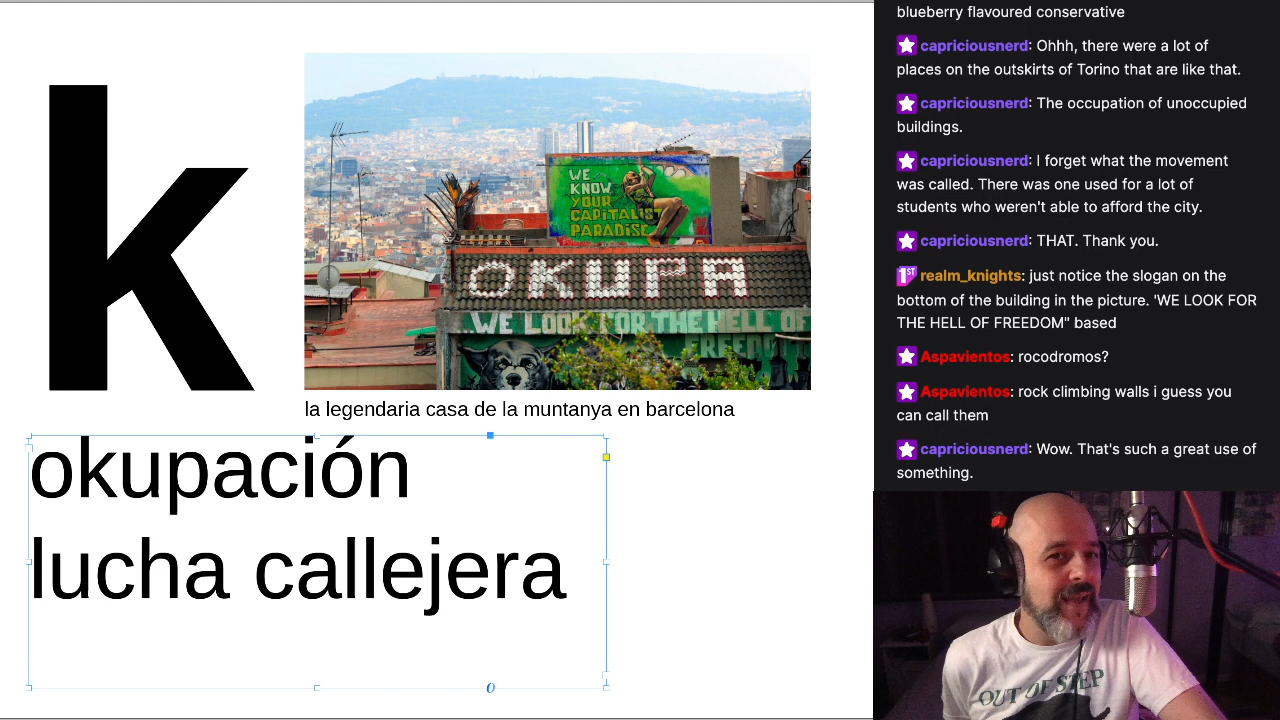 k
WE
KNOW
YOUR
CAPITALIST
PARADISE
OKUPA
...WE LOOK FOR THE HELL OF
FREEDOM
la legendaria casa de la muntanya en barcelona
okupación
lucha callejera
blueberry flavoured conservative
capriciousnerd: Ohhh, there were a lot of
places on the outskirts of Torino that are like that.
capriciousnerd: The occupation of unoccupied
buildings.
capriciousnerd: I forget what the movement
was called. There was one used for a lot of
students who weren't able to afford the city.
capriciousnerd: THAT. Thank you.
1ST realm_knights: just notice the slogan on the
bottom of the building in the picture. 'WE LOOK FOR
THE HELL OF FREEDOM" based
Aspavientos: rocodromos?
Aspavientos: rock climbing walls i guess you
can call them
capriciousnerd: Wow. That's such a great use of
something.
OUT OF STEP